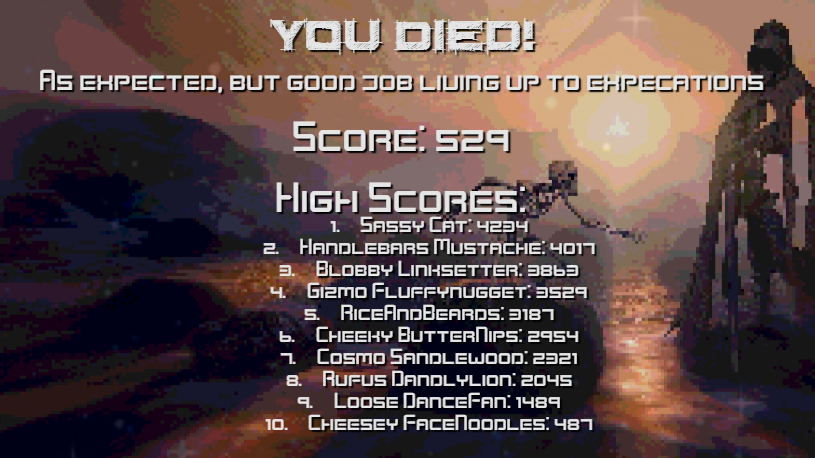 YOU DIED!
As expected, but good job living up to expecations
Score: 529
High Scores:
1. Sassy Cat: 4234
2. Handlebars Mustache: 4017
3. Blobby Linksetter: 3863
4. Gizmo Fluffynugget: 3529
5. RiceAndBeards: 3187
6. Cheeky ButterNips: 2954
7. Cosmo Sandlewood: 2321
8. Rufus Dandlylion: 2045
9. Loose DanceFan: 1489
10. Cheesey FaceNoodles: 487